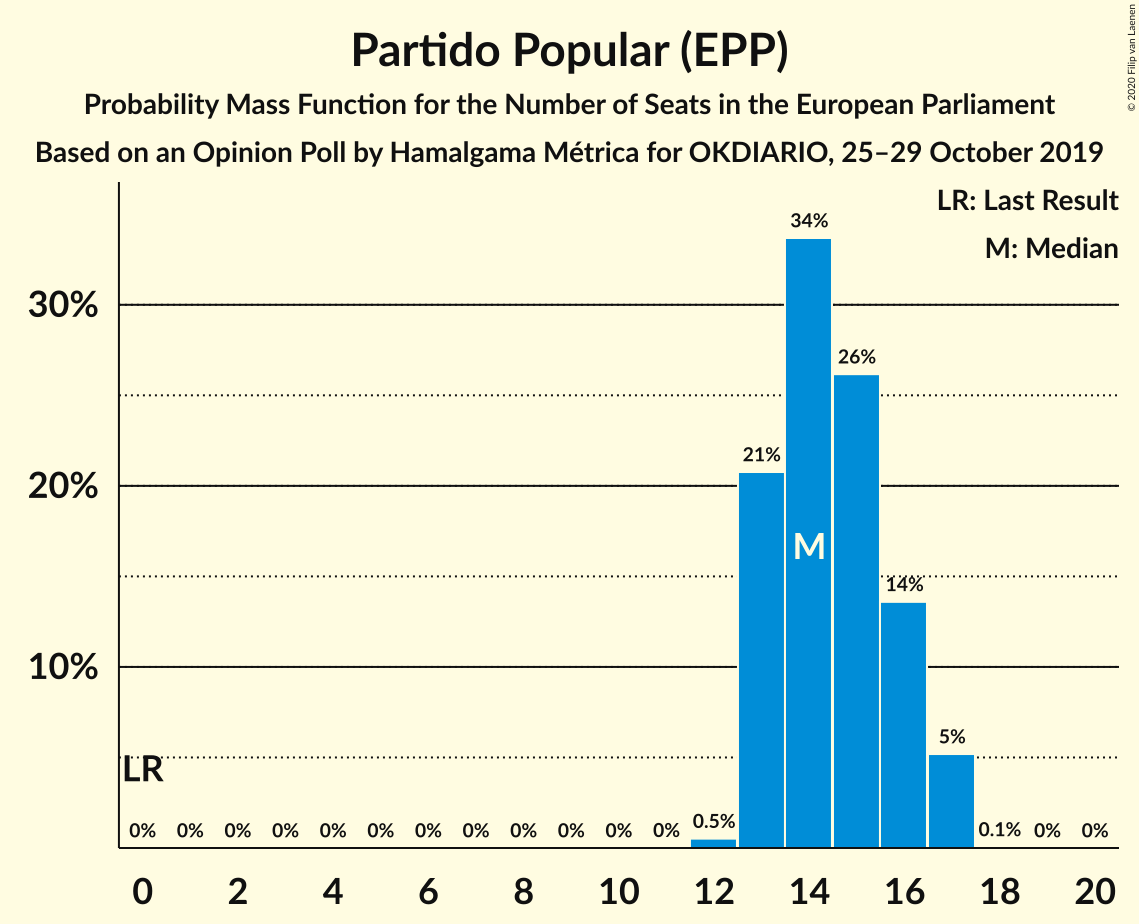 Partido Popular (EPP)
Probability Mass Function for the Number of Seats in the European Parliament
Based on an Opinion Poll by Hamalgama Métrica for OKDIARIO, 25–29 October 2019
© 2020 Filip van Laenen
LR: Last Result
M: Median
34%
30%
26%
21%
20%
M
14%
10%
5%
LR
0% 0% 0% 0% 0% 0% 0% 0% 0% 0% 0% 0% 0.5% 0.1% 0% 0%
0 2 4 6 8 10 12 14 16 18 20